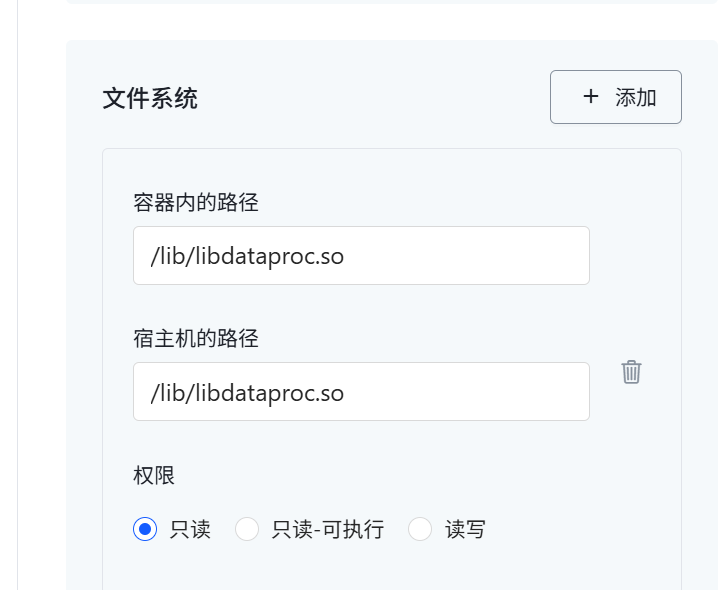 文件系统
+ 添加
容器内的路径
/lib/libdataproc.so
宿主机的路径
/lib/libdataproc.so
权限
只读 只读-可执行 读写